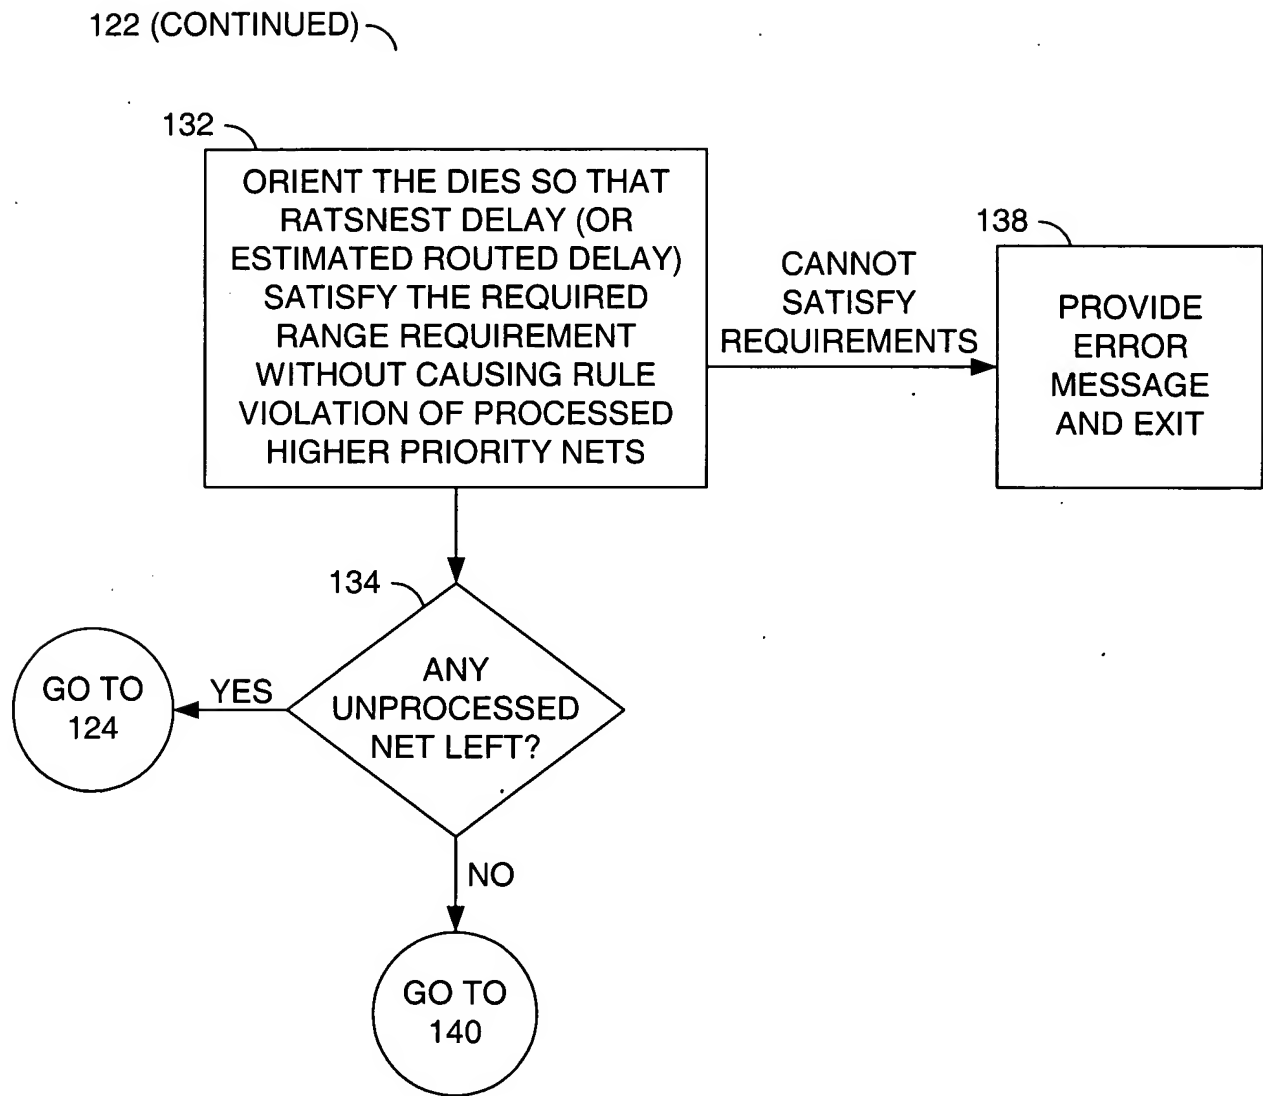 122 (CONTINUED)
132
ORIENT THE DIES SO THAT
RATSNEST DELAY (OR
ESTIMATED ROUTED DELAY)
SATISFY THE REQUIRED
RANGE REQUIREMENT
WITHOUT CAUSING RULE
VIOLATION OF PROCESSED
HIGHER PRIORITY NETS
CANNOT
SATISFY
REQUIREMENTS
138
PROVIDE
ERROR
MESSAGE
AND EXIT
134
ANY
UNPROCESSED
NET LEFT?
YES
GO TO
124
NO
GO TO
140